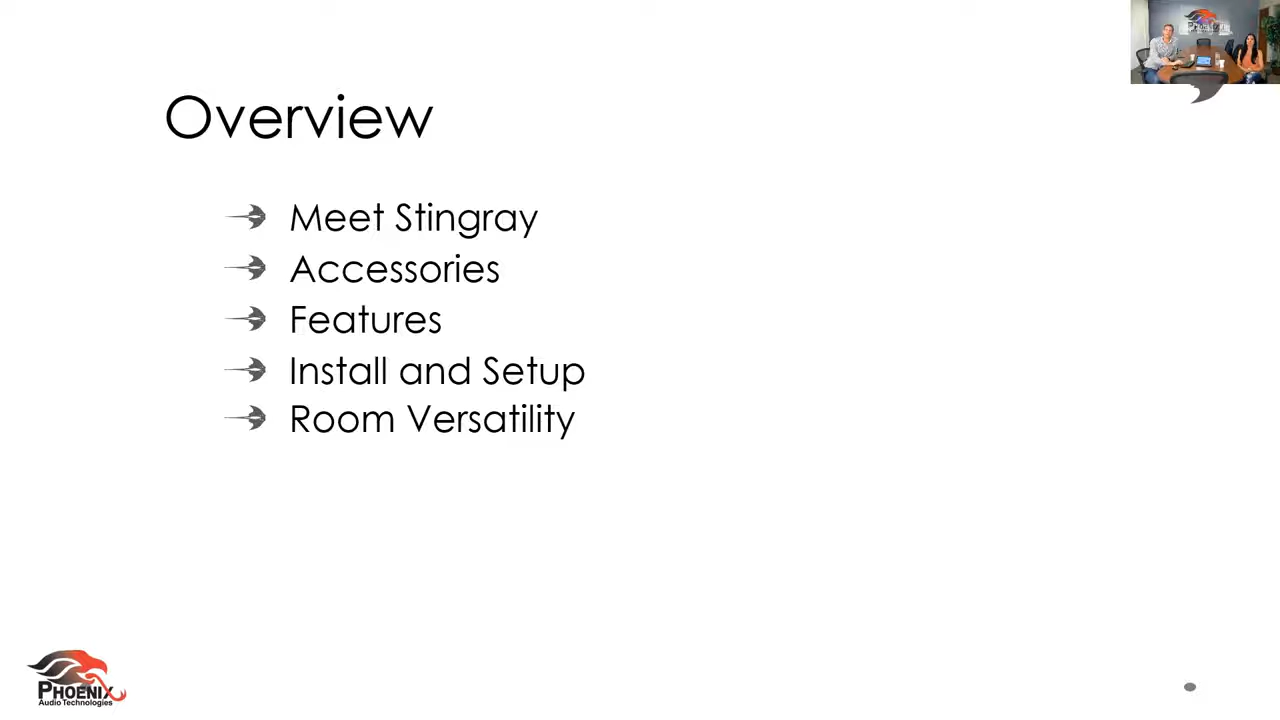 Overview
Meet Stingray
Accessories
Features
Install and Setup
Room Versatility
PHOENIX
Audio Technologies